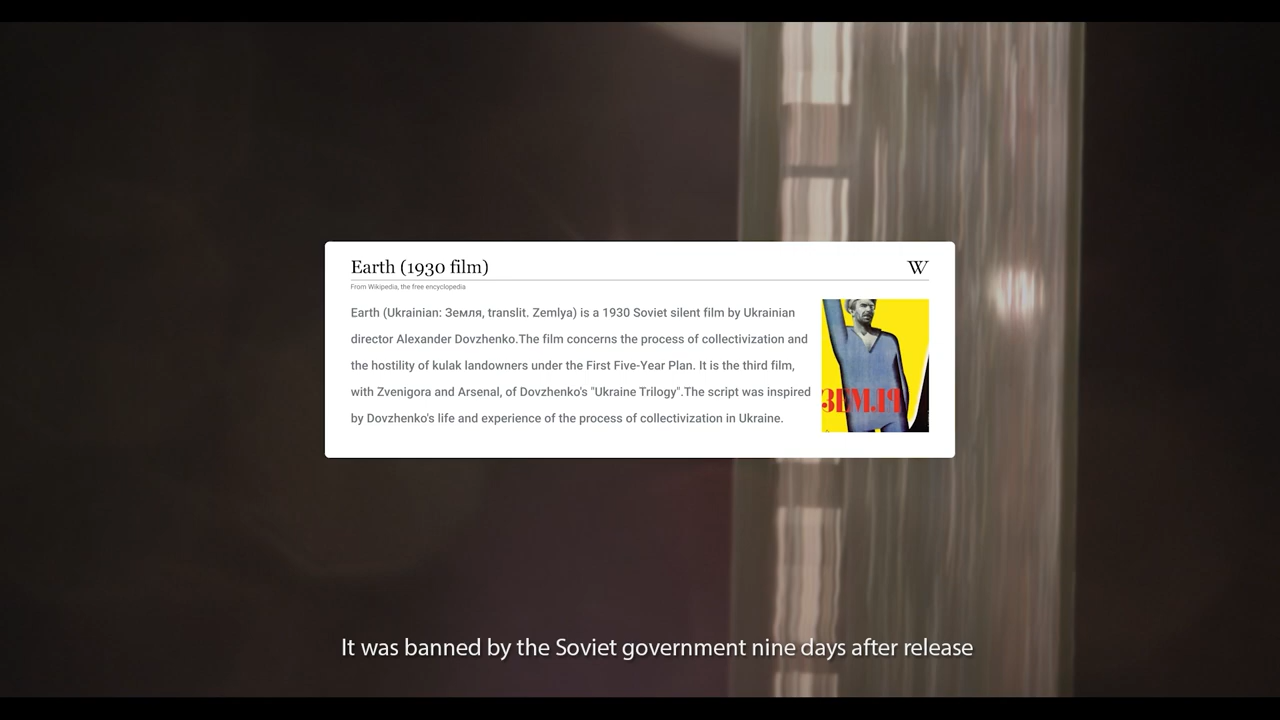 Earth (1930 film)
W
From Wikipedia, the free encyclopedia
Earth (Ukrainian: Земля, translit. Zemlya) is a 1930 Soviet silent film by Ukrainian
director Alexander Dovzhenko.The film concerns the process of collectivization and
the hostility of kulak landowners under the First Five-Year Plan. It is the third film,
with Zvenigora and Arsenal, of Dovzhenko's "Ukraine Trilogy".The script was inspired
by Dovzhenko's life and experience of the process of collectivization in Ukraine.
ЗЕМЛЯ
It was banned by the Soviet government nine days after release